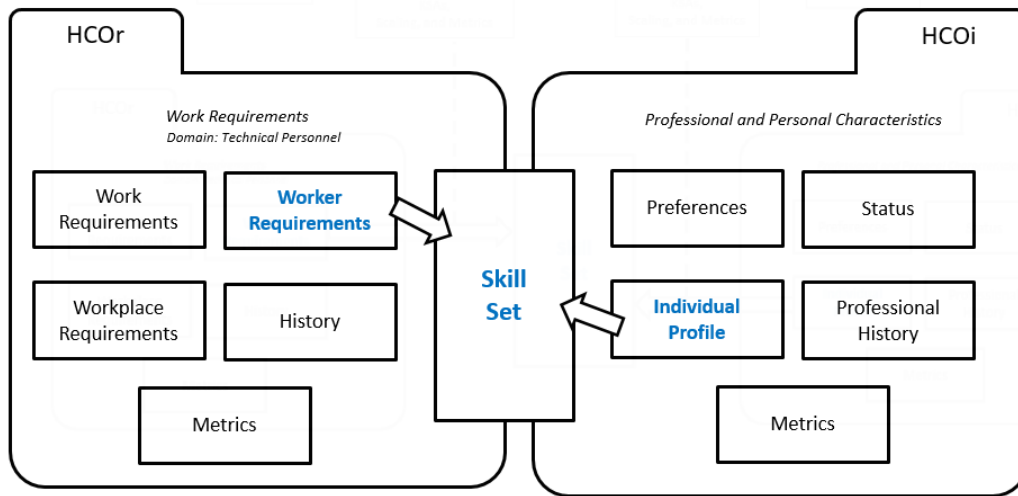 HCOr
HCOi
Work Requirements
Domain: Technical Personnel
Professional and Personal Characteristics
Work
Requirements
Worker
Requirements
Preferences
Status
Skill
Set
Workplace
Requirements
History
Individual
Profile
Professional
History
Metrics
Metrics